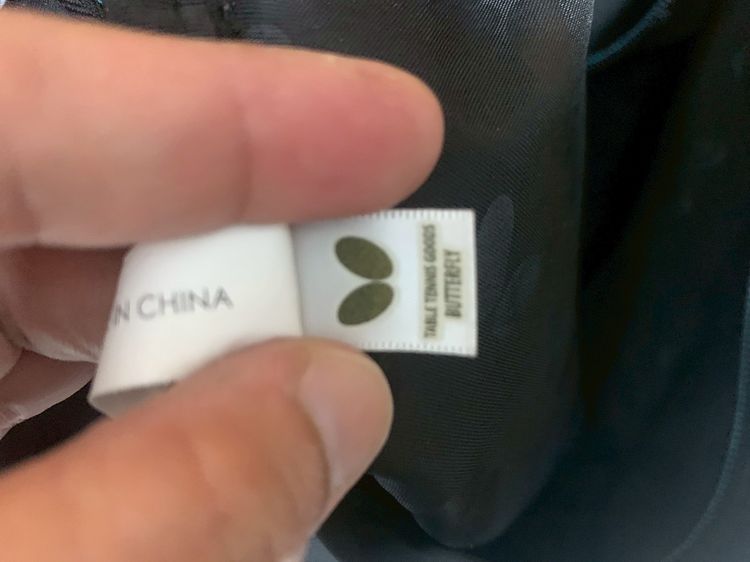 N CHINA
TABLE TENNIS GOODS
BUTTERFLY